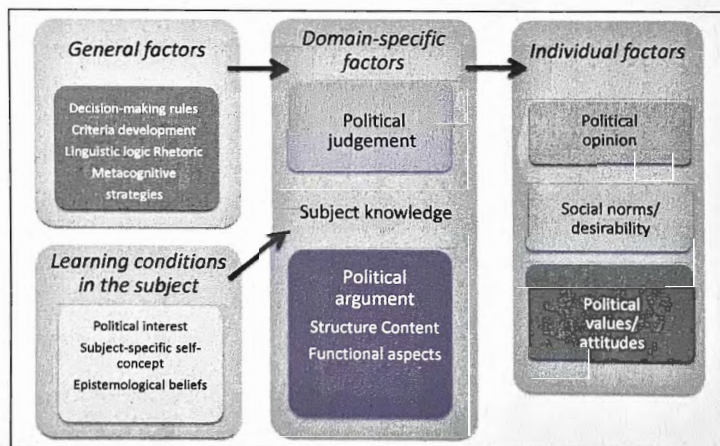 General factors
Decision-making rules
Criteria development
Linguistic logic Rhetoric
Metacognitive
strategies
Learning conditions
in the subject
Political interest
Subject-specific self-
concept
Epistemological beliefs
Domain-specific
factors
Political
judgement
Subject knowledge
Political
argument
Structure Content
Functional aspects
Individual factors
Political
opinion
Social norms/
desirability
Political
values/
attitudes